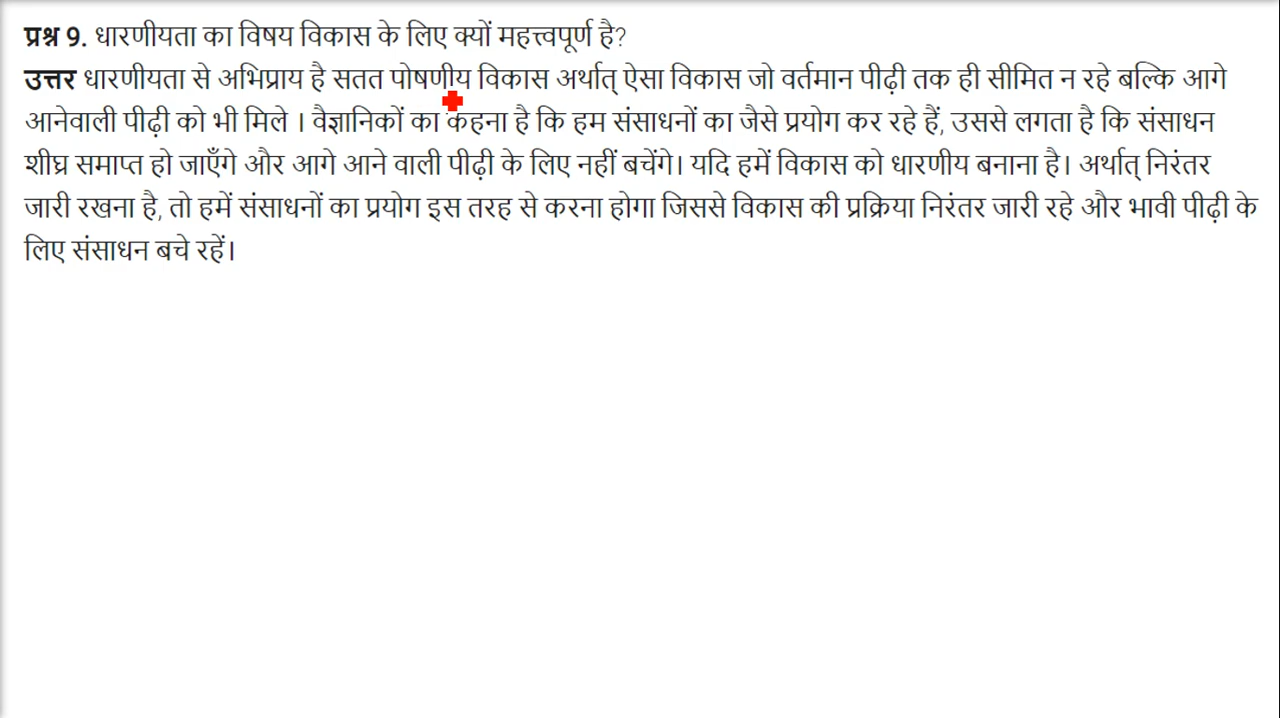 प्रश्न 9. धारणीयता का विषय विकास के लिए क्यों महत्त्वपूर्ण है?
उत्तर धारणीयता से अभिप्राय है सतत पोषणीय विकास अर्थात् ऐसा विकास जो वर्तमान पीढ़ी तक ही सीमित न रहे बल्कि आगे
आनेवाली पीढ़ी को भी मिले । वैज्ञानिकों का कहना है कि हम संसाधनों का जैसे प्रयोग कर रहे हैं, उससे लगता है कि संसाधन
शीघ्र समाप्त हो जाएँगे और आगे आने वाली पीढ़ी के लिए नहीं बचेंगे। यदि हमें विकास को धारणीय बनाना है। अर्थात् निरंतर
जारी रखना है, तो हमें संसाधनों का प्रयोग इस तरह से करना होगा जिससे विकास की प्रक्रिया निरंतर जारी रहे और भावी पीढ़ी के
लिए संसाधन बचे रहें।